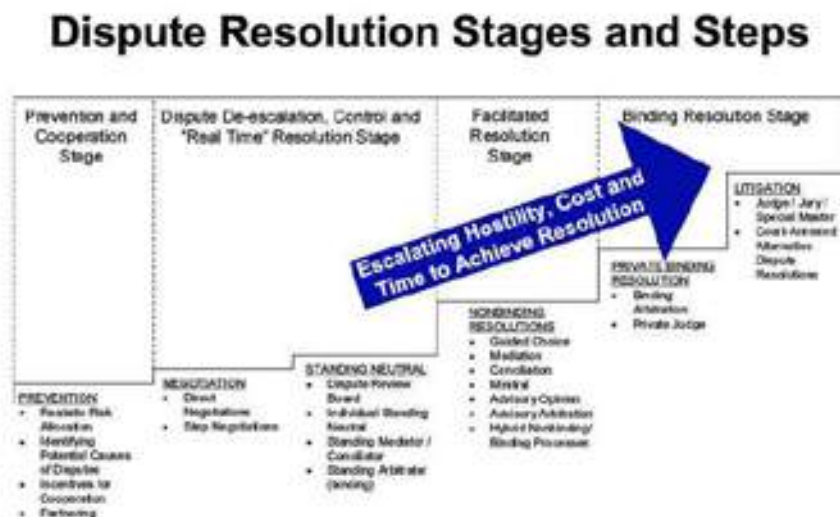 Dispute Resolution Stages and Steps
Prevention and
Cooperation
Stage
Dispute De-escalation, Control and
"Real Time" Resolution Stage
Facilitated
Resolution
Stage
Binding Resolution Stage
Escalating Hostility, Cost and
Time to Achieve Resolution
PREVENTION
• Realistic Risk
Allocation
• Identifying
Potential Causes
of Disputes
• Incentives for
Cooperation
• Partnering
NEGOTIATION
• Direct
Negotiations
• Step Negotiations
STANDING NEUTRAL
• Dispute Review
Board
• Individual Standing
Neutral
• Standing Mediator /
Conciliator
• Standing Arbitrator
(binding)
NONBINDING
RESOLUTIONS
• Guided Choice
• Mediation
• Conciliation
• Minitrial
• Advisory Opinion
• Advisory Arbitration
• Hybrid Nonbinding/
Binding Processes
PRIVATE BINDING
RESOLUTION
• Binding
Arbitration
• Private Judge
LITIGATION
• Judge / Jury /
Special Master
• Court-Annexed
Alternative
Dispute
Resolutions